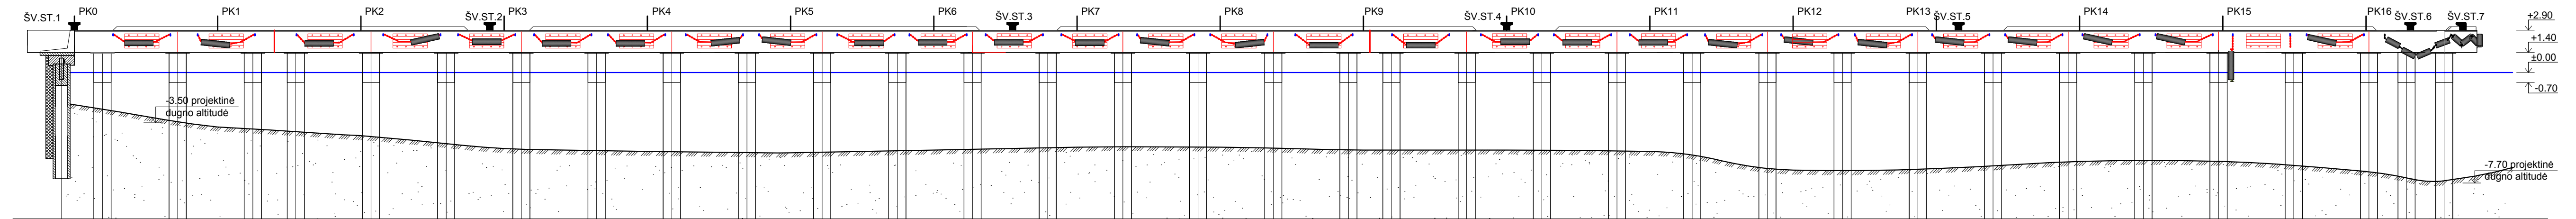 ŠV.ST.1
PK0
PK1
PK2
ŠV.ST.2
PK3
PK4
PK5
PK6
ŠV.ST.3
PK7
PK8
PK9
ŠV.ST.4
PK10
PK11
PK12
PK13
ŠV.ST.5
PK14
PK15
PK16
ŠV.ST.6
ŠV.ST.7
+2.90
+1.40
±0.00
-0.70
-3.50 projektinė
dugno altitudė
-7.70 projektinė
dugno altitudė